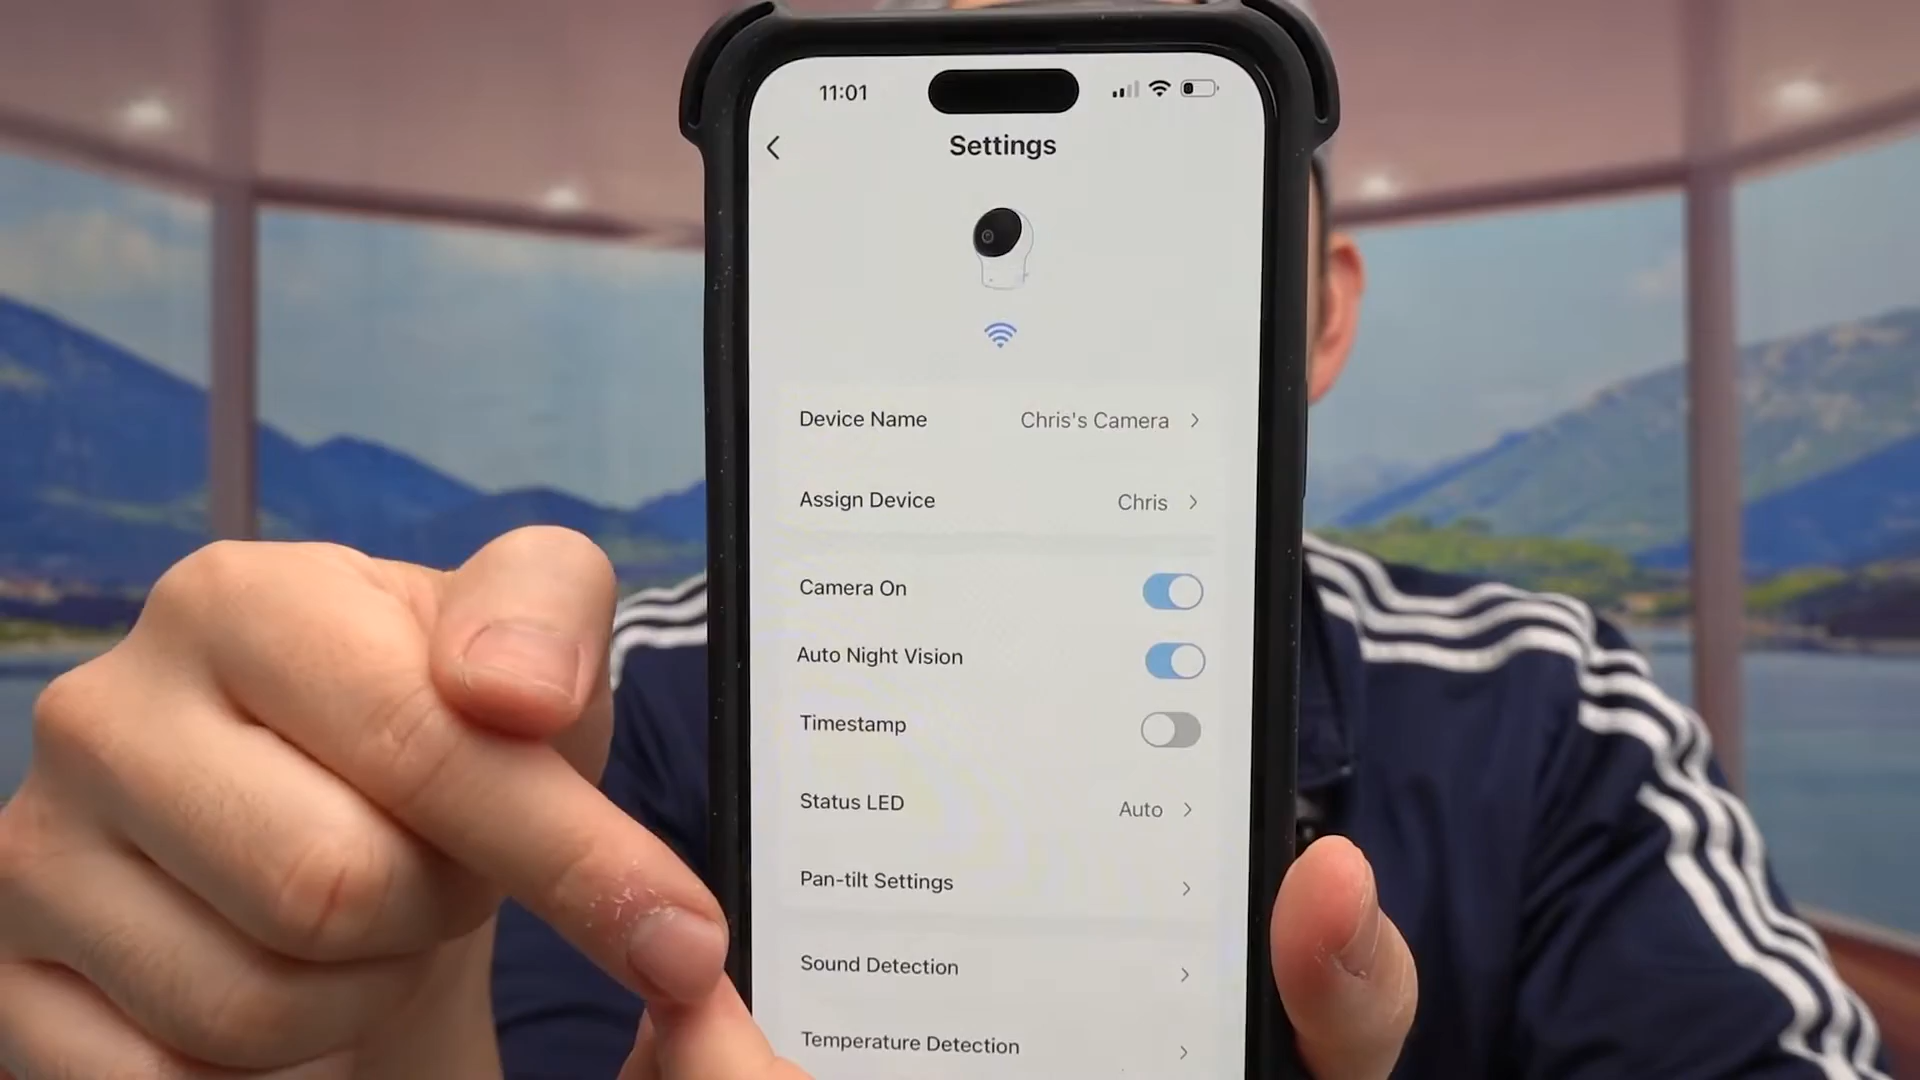 11:01
Settings
Device Name Chris's Camera
Assign Device Chris
Camera On
Auto Night Vision
Timestamp
Status LED Auto
Pan-tilt Settings
Sound Detection
Temperature Detection